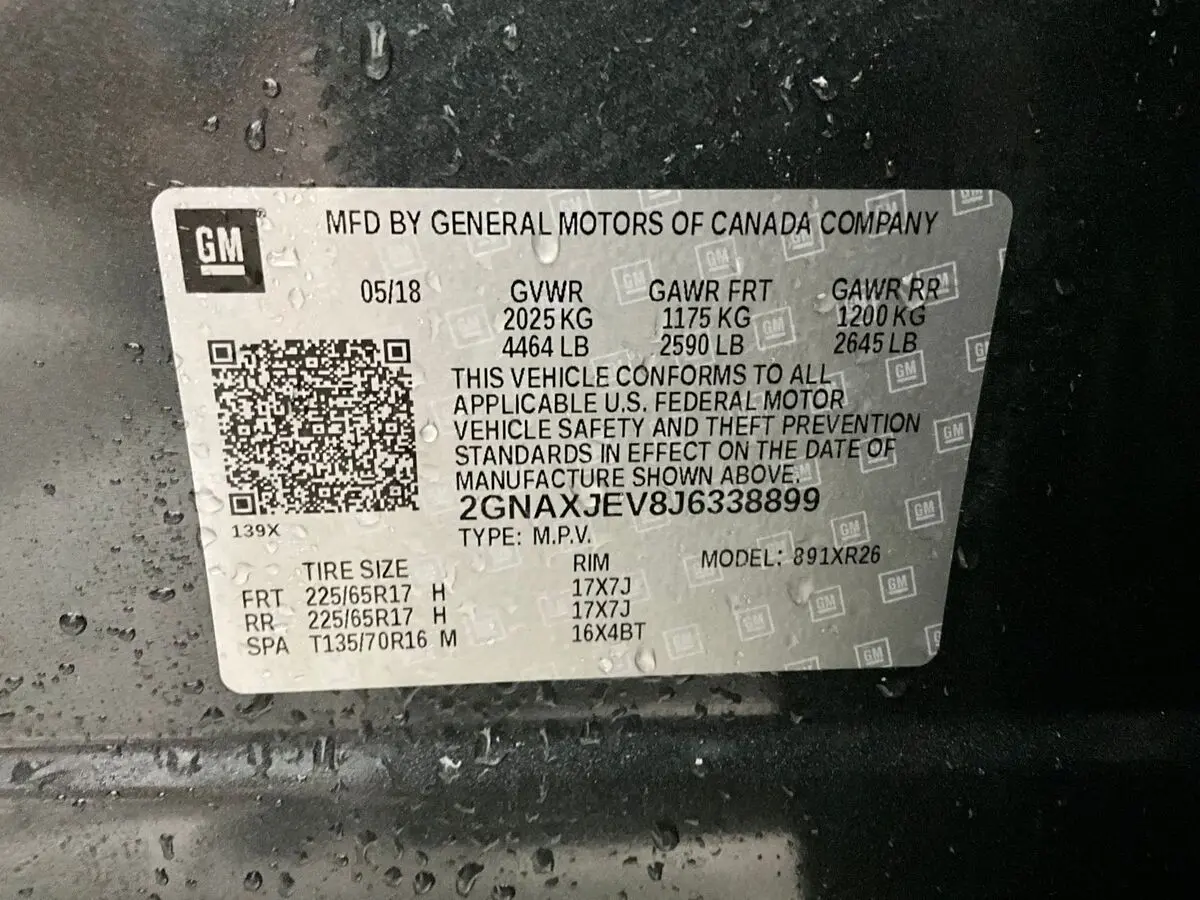 GM
MFD BY GENERAL MOTORS OF CANADA COMPANY
05/18 GVWR GAWR FRT GAWR RR
2025 KG 1175 KG 1200 KG
4464 LB 2590 LB 2645 LB
THIS VEHICLE CONFORMS TO ALL
APPLICABLE U.S. FEDERAL MOTOR
VEHICLE SAFETY AND THEFT PREVENTION
STANDARDS IN EFFECT ON THE DATE OF
MANUFACTURE SHOWN ABOVE.
2GNAXJEV8J6338899
139X
TYPE: M.P.V.
MODEL: 891XR26
TIRE SIZE RIM
FRT 225/65R17 H 17X7J
RR 225/65R17 H 17X7J
SPA T135/70R16 M 16X4BT